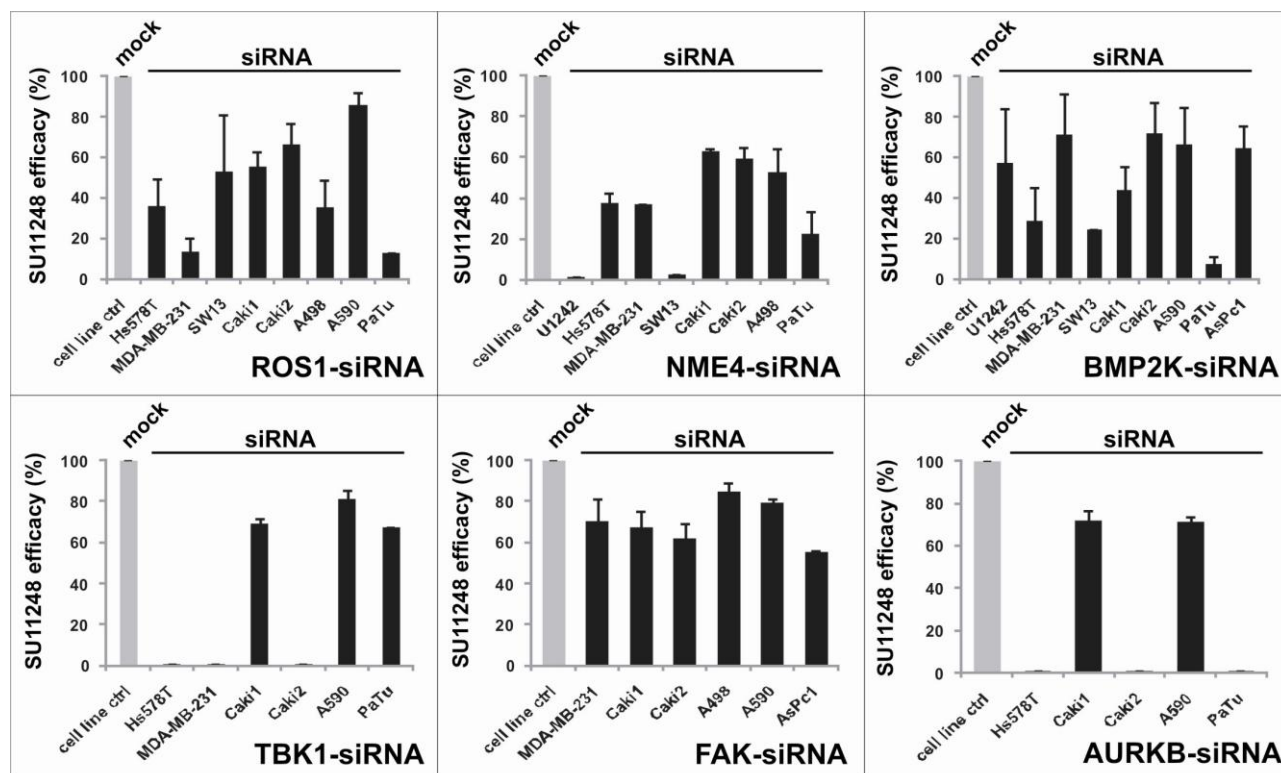 mock
siRNA
SU11248 efficacy (%)
100
80
60
40
20
0
cell line ctrl
Hs578T
MDA-MB-231
SW13
Caki1
Caki2
A498
A590
PaTu
ROS1-siRNA
mock
siRNA
SU11248 efficacy (%)
100
80
60
40
20
0
cell line ctrl
U1242
Hs578T
MDA-MB-231
SW13
Caki1
Caki2
A498
PaTu
NME4-siRNA
mock
siRNA
SU11248 efficacy (%)
100
80
60
40
20
0
cell line ctrl
U1242
Hs578T
MDA-MB-231
SW13
Caki1
Caki2
A590
PaTu
AsPc1
BMP2K-siRNA
mock
siRNA
SU11248 efficacy (%)
100
80
60
40
20
0
cell line ctrl
Hs578T
MDA-MB-231
Caki1
Caki2
A590
PaTu
TBK1-siRNA
mock
siRNA
SU11248 efficacy (%)
100
80
60
40
20
0
cell line ctrl
MDA-MB-231
Caki1
Caki2
A498
A590
AsPc1
FAK-siRNA
mock
siRNA
SU11248 efficacy (%)
100
80
60
40
20
0
cell line ctrl
Hs578T
Caki1
Caki2
A590
PaTu
AURKB-siRNA